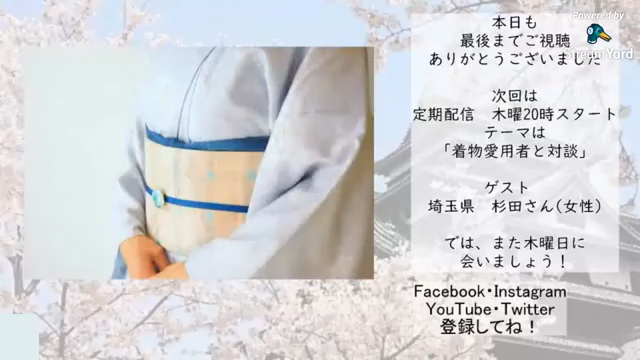 Powered by
StreamYard
本日も
最後までご視聴
ありがとうございました
次回は
定期配信 木曜20時スタート
テーマは
「着物愛用者と対談」
ゲスト
埼玉県 杉田さん(女性)
では、また木曜日に
会いましょう!
Facebook・Instagram
YouTube・Twitter
登録してね!